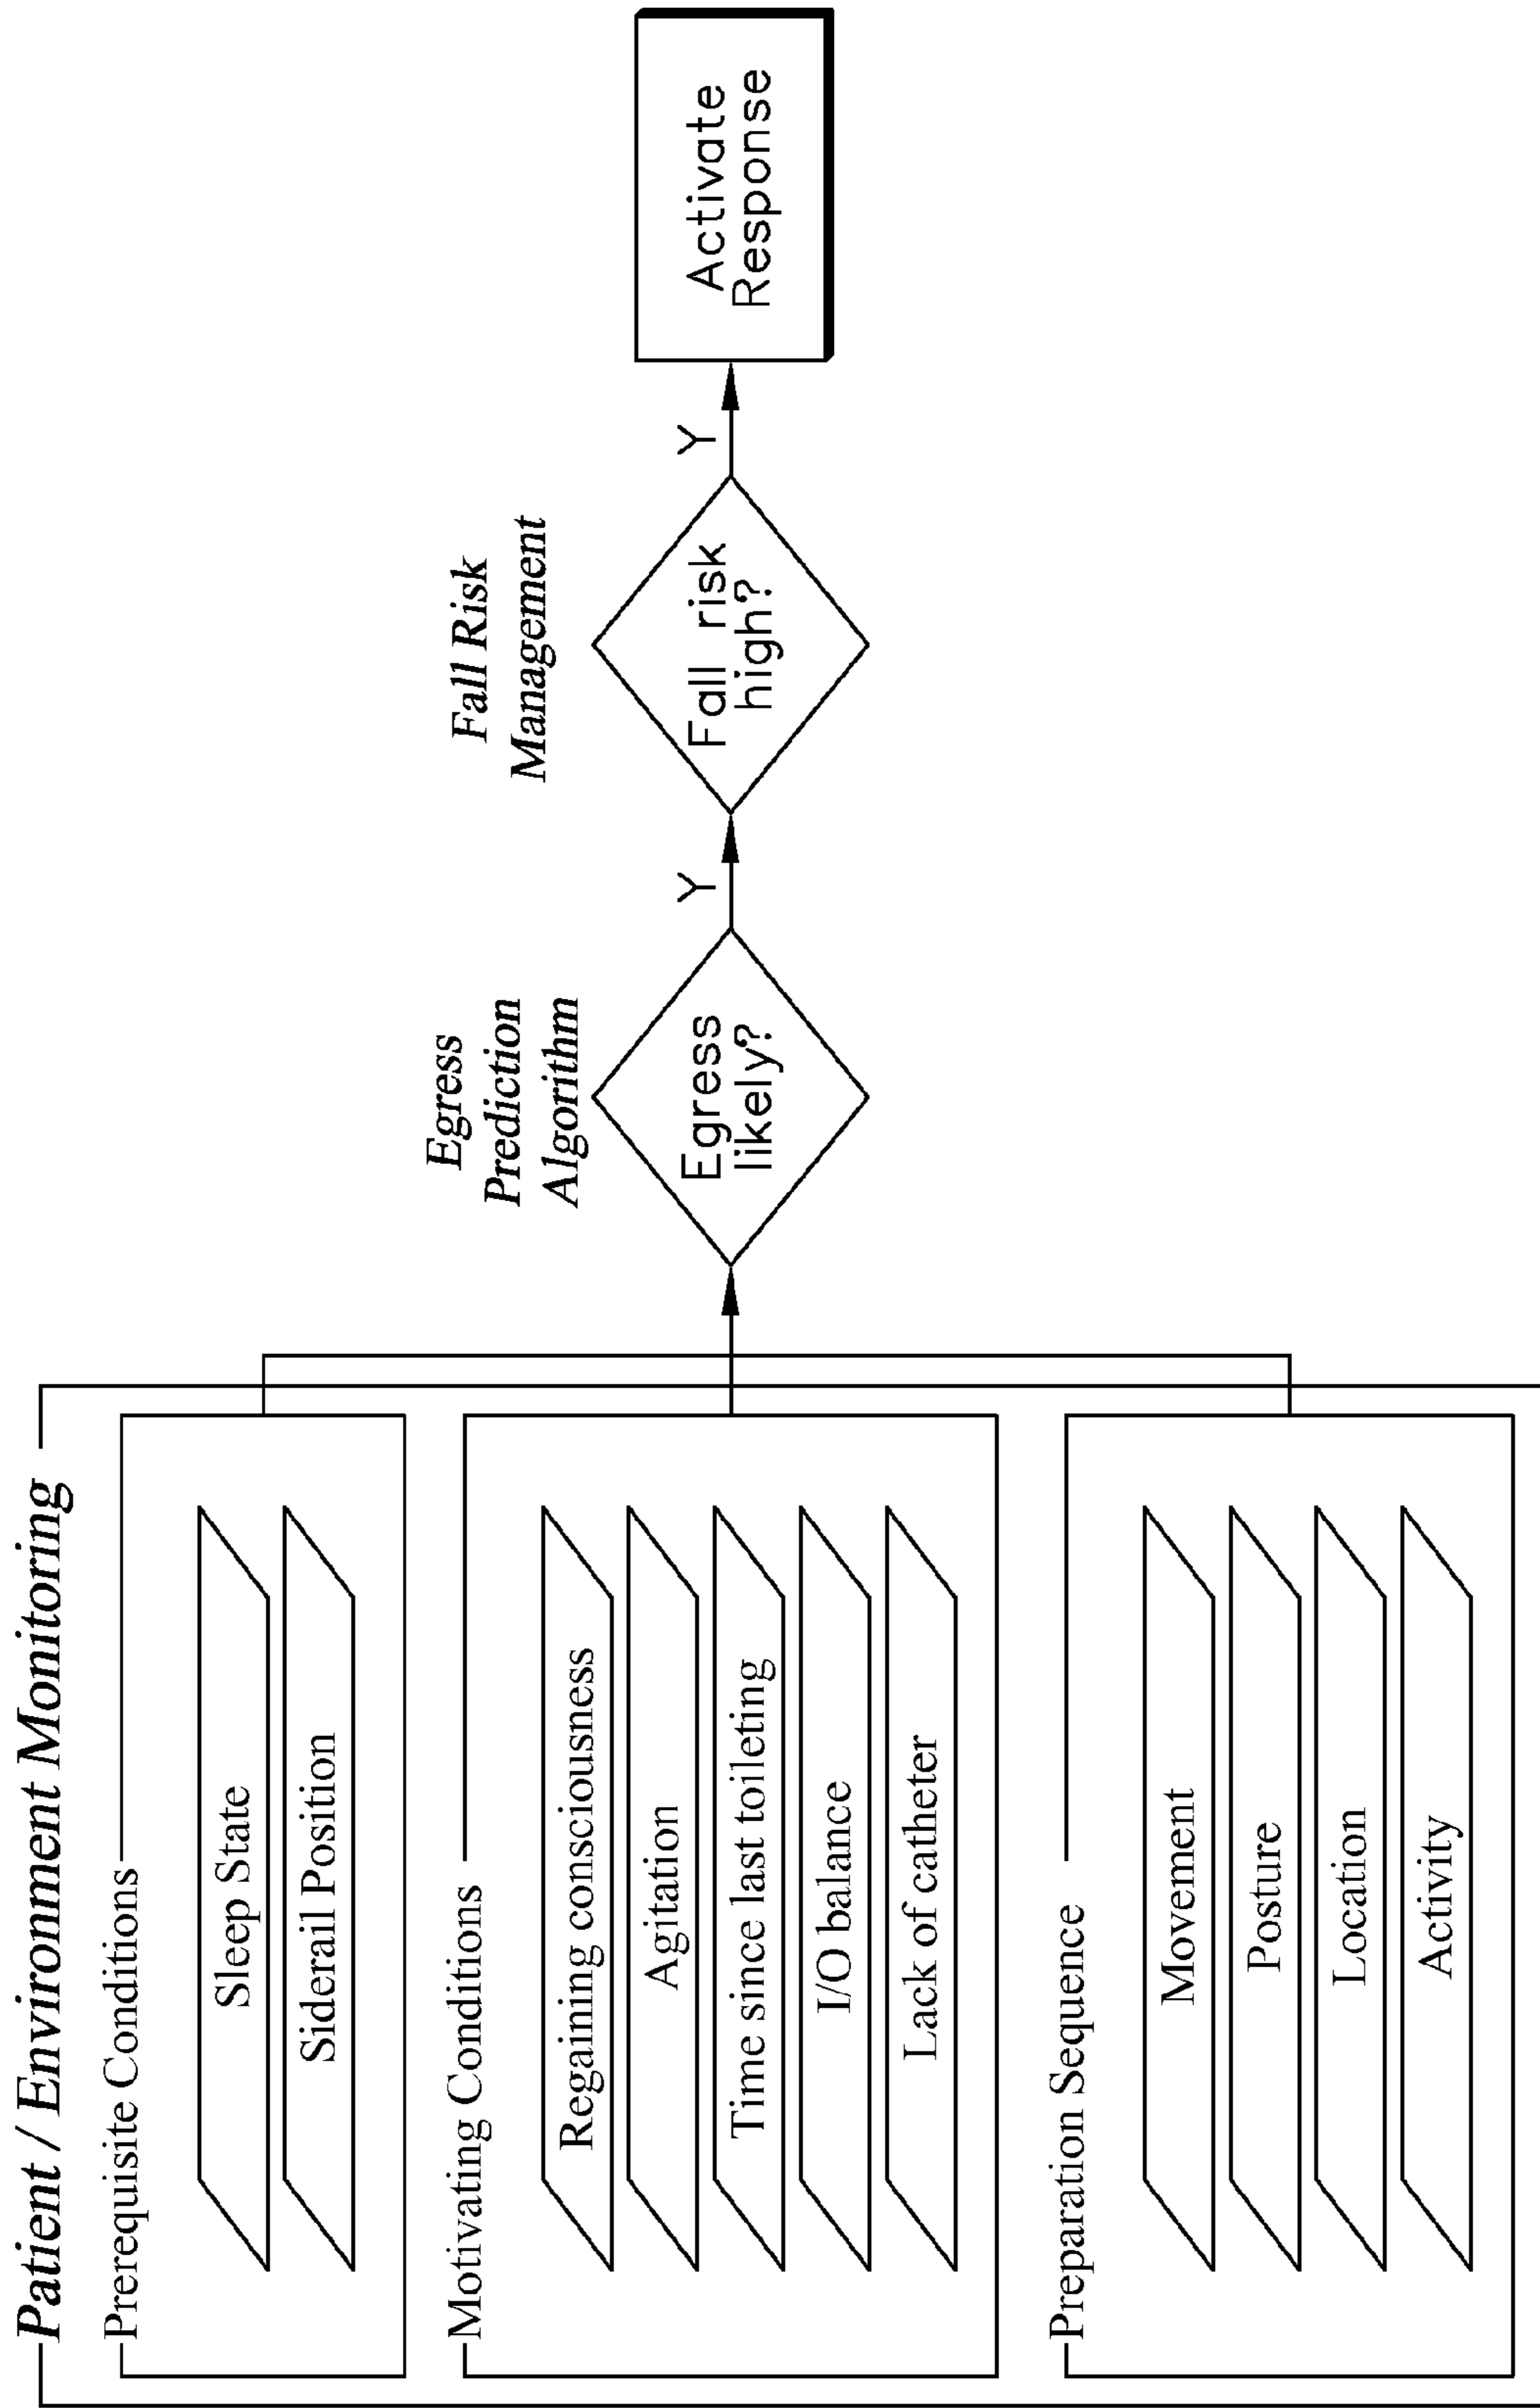 Patient / Environment Monitoring
Prerequisite Conditions
Sleep State
Siderail Position
Motivating Conditions
Regaining consciousness
Agitation
Time since last toileting
I/O balance
Lack of catheter
Preparation Sequence
Movement
Posture
Location
Activity
Egress
Prediction
Algorithm
Egress
likely?
Y
Fall Risk
Management
Fall risk
high?
Y
Activate
Response